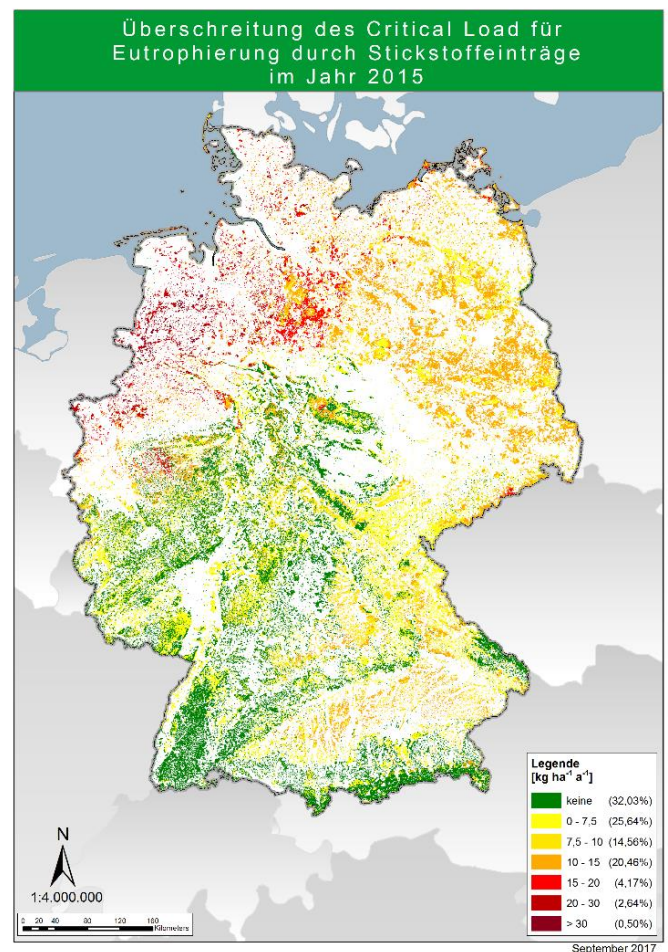 Überschreitung des Critical Load für
Eutrophierung durch Stickstoffeinträge
im Jahr 2015
Legende
[kg ha⁻¹ a⁻¹]
keine (32,03%)
0 - 7,5 (25,64%)
7,5 - 10 (14,56%)
10 - 15 (20,46%)
15 - 20 (4,17%)
20 - 30 (2,64%)
> 30 (0,50%)
N
1:4.000.000
0 20 40 80 120 160
Kilometers
September 2017